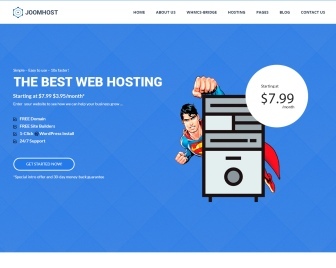 JOOMHOST
HOME WHMCS-BRIDGE HOSTING PAGES BLOG CONTACT US
Simple - Easy to use - Site factor!
THE BEST WEB HOSTING
Starting at $7.99 $3.95/month*
Enter your website to see how we can help your business grow...
FREE Domain
FREE Site Builders
1-Click WordPress Install
24/7 Support
GET STARTED NOW!
*Special intro offer and 30 day money-back guarantee
Starting at
$7.99
/month